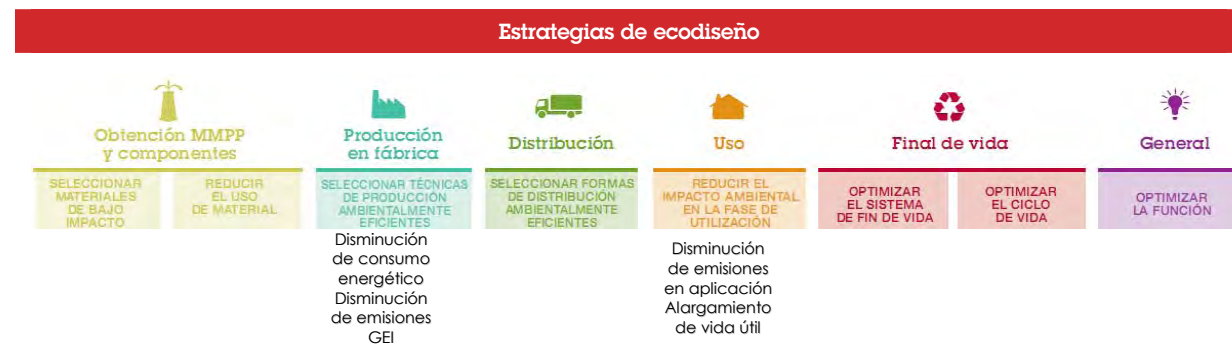 Estrategias de ecodiseño
Obtención MMPP
y componentes
SELECCIONAR
MATERIALES
DE BAJO
IMPACTO
REDUCIR
EL USO
DE MATERIAL
Producción
en fábrica
SELECCIONAR TÉCNICAS
DE PRODUCCIÓN
AMBIENTALMENTE
EFICIENTES
Disminución
de consumo
energético
Disminución
de emisiones
GEI
Distribución
SELECCIONAR FORMAS
DE DISTRIBUCIÓN
AMBIENTALMENTE
EFICIENTES
Uso
REDUCIR EL
IMPACTO AMBIENTAL
EN LA FASE DE
UTILIZACIÓN
Disminución
de emisiones
en aplicación
Alargamiento
de vida útil
Final de vida
OPTIMIZAR
EL SISTEMA
DE FIN DE VIDA
OPTIMIZAR
EL CICLO
DE VIDA
General
OPTIMIZAR
LA FUNCIÓN